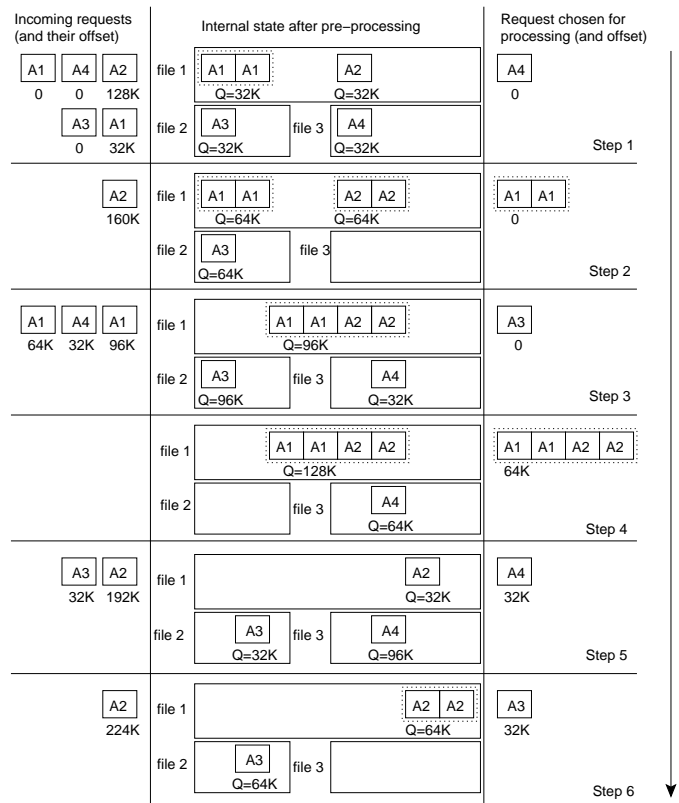 Incoming requests
(and their offset)
Internal state after pre−processing
Request chosen for
processing (and offset)
A1 A4 A2 file 1 A1 A1 A2 A4
0 0 128K Q=32K Q=32K 0
A3 A1 file 2 A3 file 3 A4
0 32K Q=32K Q=32K Step 1
A2 file 1 A1 A1 A2 A2 A1 A1
160K Q=64K Q=64K 0
file 2 A3 file 3
Q=64K Step 2
A1 A4 A1 file 1 A1 A1 A2 A2 A3
64K 32K 96K Q=96K 0
file 2 A3 file 3 A4
Q=96K Q=32K Step 3
file 1 A1 A1 A2 A2 A1 A1 A2 A2
Q=128K 64K
file 2 file 3 A4
Q=64K Step 4
A3 A2 file 1 A2 A4
32K 192K Q=32K 32K
file 2 A3 file 3 A4
Q=32K Q=96K Step 5
A2 file 1 A2 A2 A3
224K Q=64K 32K
file 2 A3 file 3
Q=64K Step 6